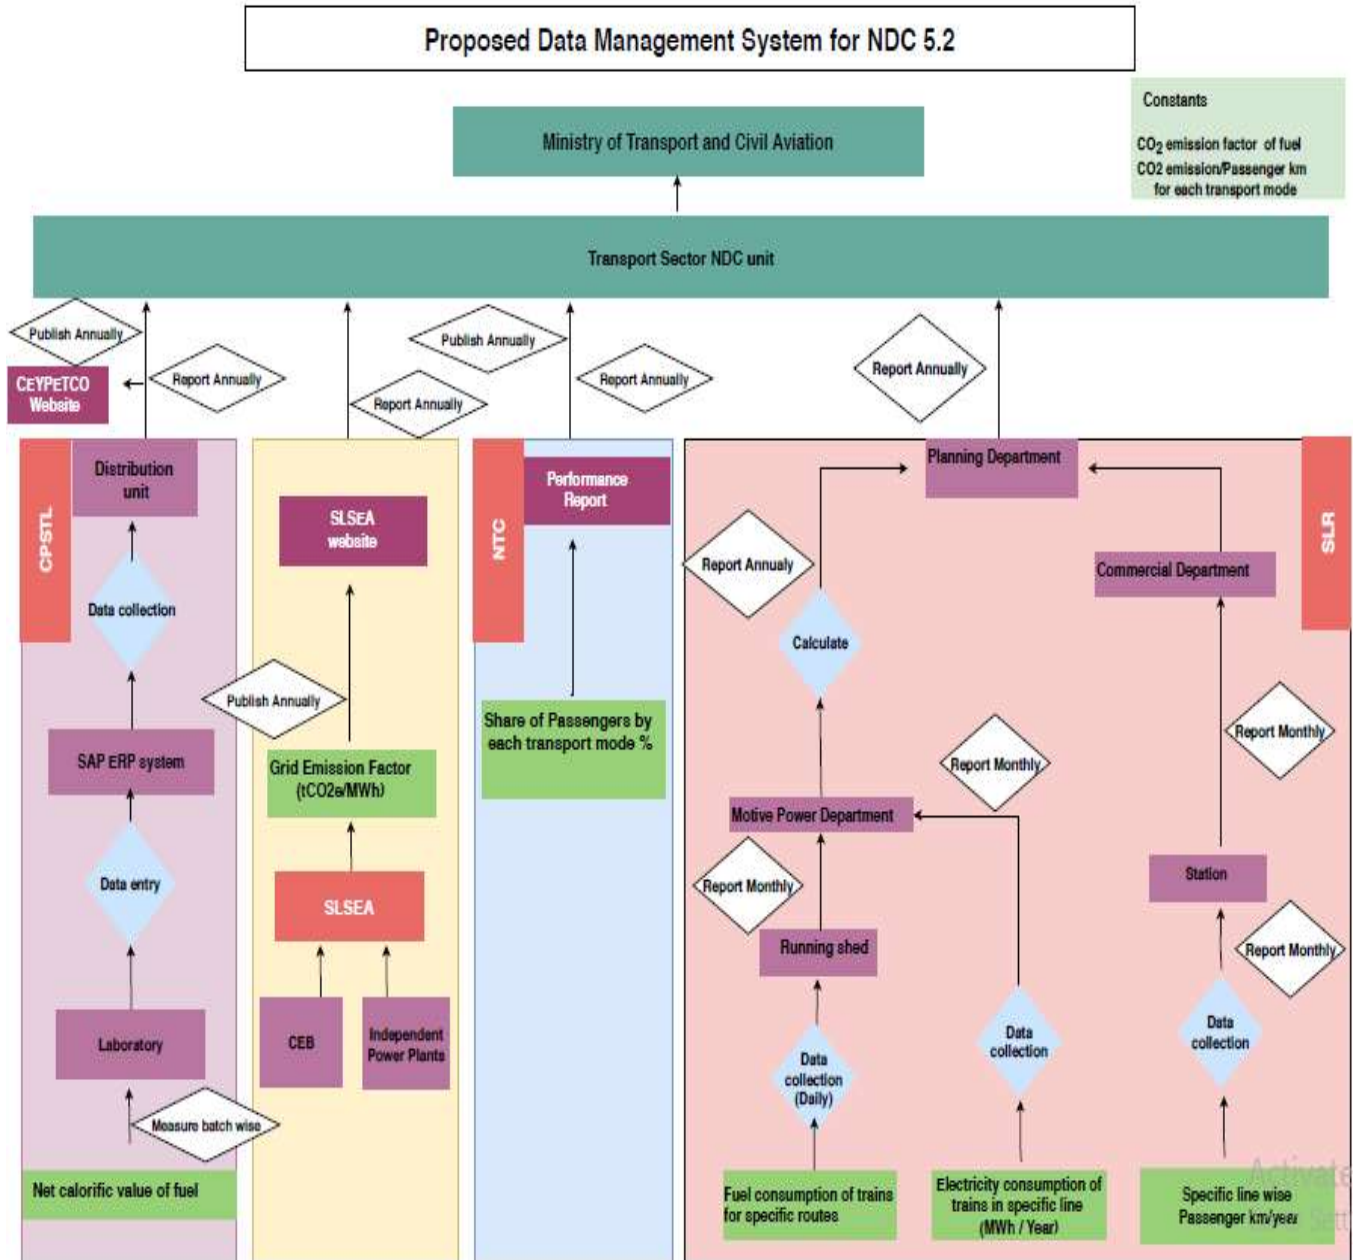 Proposed Data Management System for NDC 5.2
Constants
CO2 emission factor of fuel
CO2 emission/Passenger km
for each transport mode
Ministry of Transport and Civil Aviation
Transport Sector NDC unit
Publish Annually
Report Annually
CEYPETCO
Website
Report Annually
Publish Annually
Report Annually
Report Annually
CPSTL
Distribution
unit
Data collection
SAP ERP system
Data entry
Laboratory
Measure batch wise
Net calorific value of fuel
SLSEA
website
Publish Annually
Grid Emission Factor
(tCO2e/MWh)
SLSEA
CEB
Independent
Power Plants
NTC
Performance
Report
Share of Passengers by
each transport mode %
SLR
Planning Department
Report Annualy
Calculate
Commercial Department
Report Monthly
Report Monthly
Motive Power Department
Report Monthly
Station
Running shed
Report Monthly
Data
collection
(Daily)
Data
collection
Data
collection
Fuel consumption of trains
for specific routes
Electricity consumption of
trains in specific line
(MWh / Year)
Specific line wise
Passenger km/year
Activate
Sett